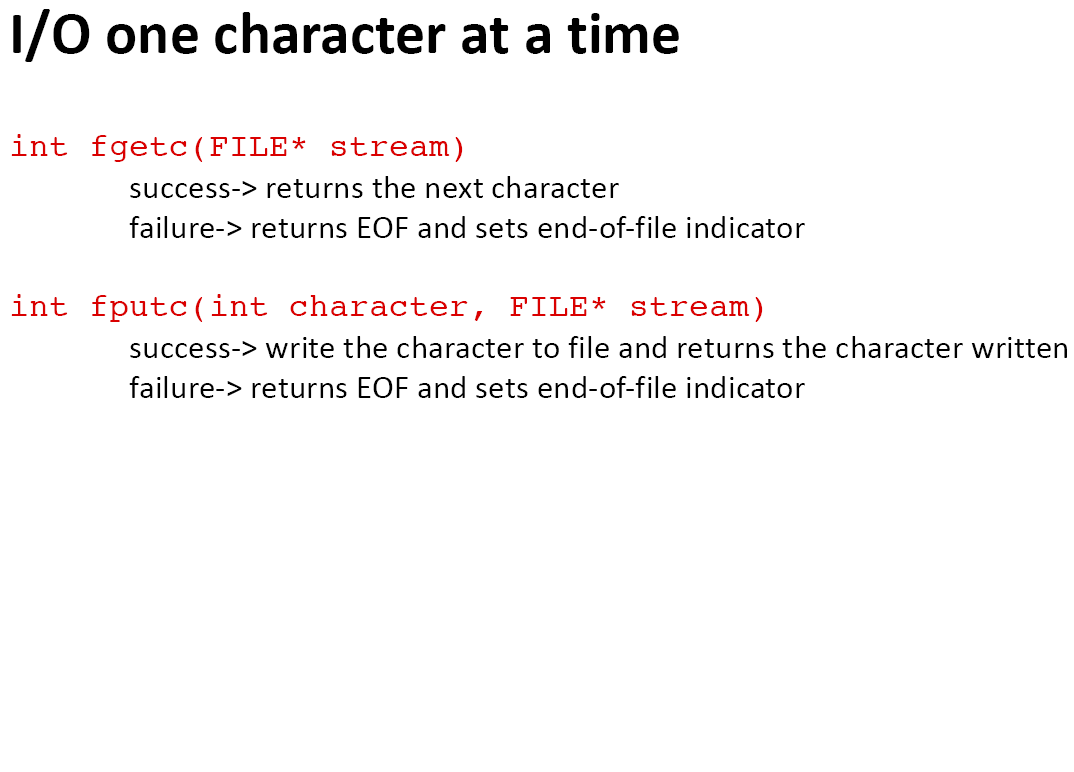 I/O one character at a time
int fgetc(FILE* stream)
success-> returns the next character
failure-> returns EOF and sets end-of-file indicator
int fputc(int character, FILE* stream)
success-> write the character to file and returns the character written
failure-> returns EOF and sets end-of-file indicator